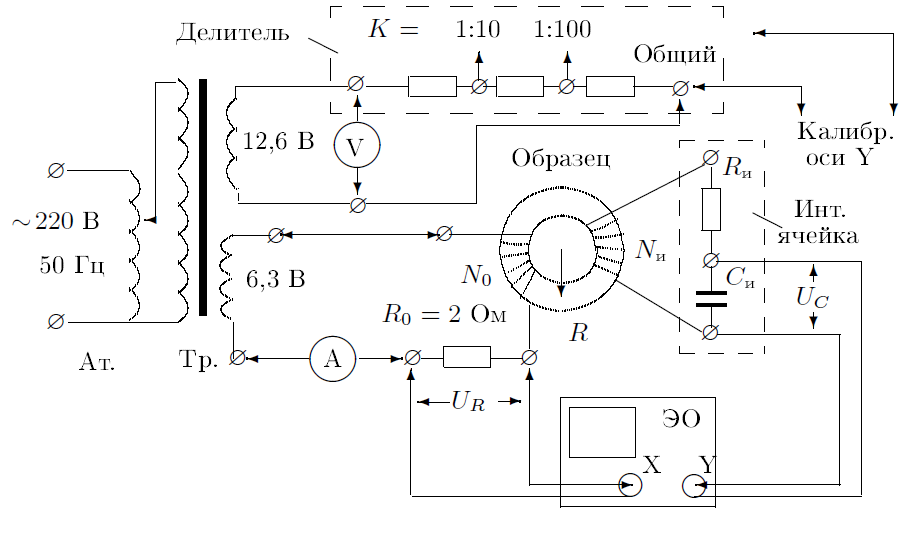 Делитель
K = 1:10 1:100
Общий
12,6 В
V
Калибр.
оси Y
Образец
R_и
Инт.
ячейка
~220 В
50 Гц
N_0
N_и
C_и
6,3 В
U_C
R_0 = 2 Ом
R
Ат.
Тр.
A
U_R
ЭО
X
Y